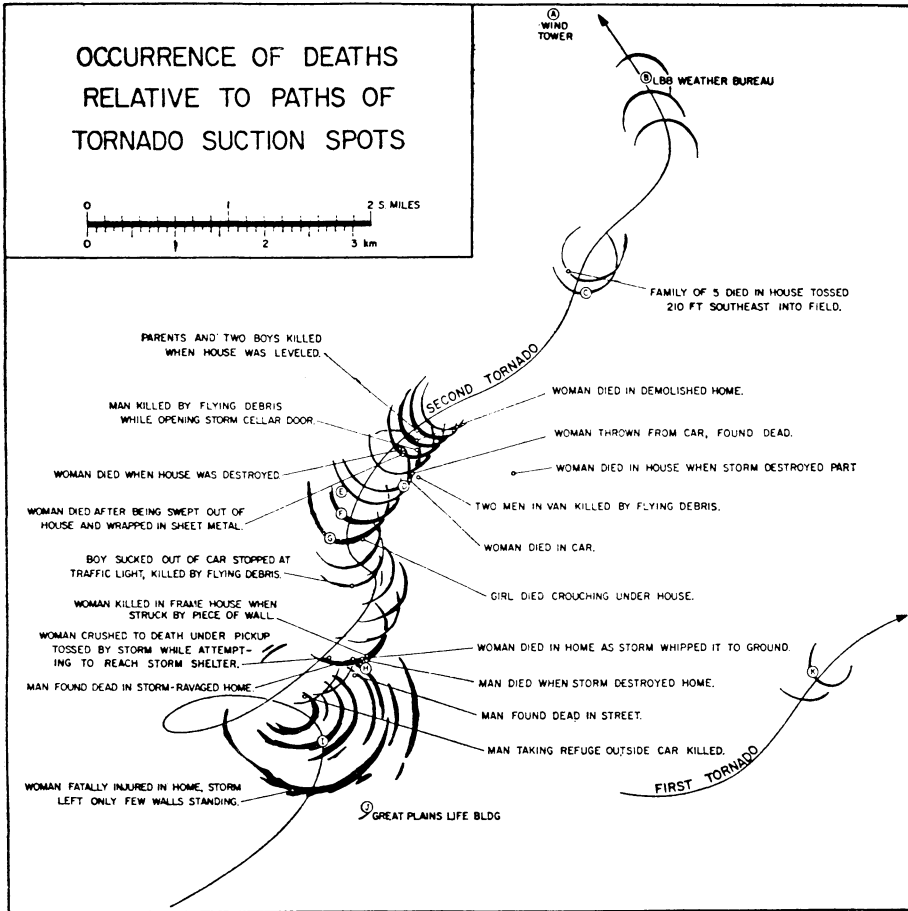 OCCURRENCE OF DEATHS
RELATIVE TO PATHS OF
TORNADO SUCTION SPOTS
0 1 2 S. MILES
0 1 2 3 km
A
WIND
TOWER
B LBB WEATHER BUREAU
C
FAMILY OF 5 DIED IN HOUSE TOSSED
210 FT SOUTHEAST INTO FIELD.
PARENTS AND TWO BOYS KILLED
WHEN HOUSE WAS LEVELED.
SECOND TORNADO
WOMAN DIED IN DEMOLISHED HOME.
MAN KILLED BY FLYING DEBRIS
WHILE OPENING STORM CELLAR DOOR.
WOMAN THROWN FROM CAR, FOUND DEAD.
WOMAN DIED WHEN HOUSE WAS DESTROYED.
WOMAN DIED IN HOUSE WHEN STORM DESTROYED PART
D
E
TWO MEN IN VAN KILLED BY FLYING DEBRIS.
WOMAN DIED AFTER BEING SWEPT OUT OF
HOUSE AND WRAPPED IN SHEET METAL.
F
G
WOMAN DIED IN CAR.
BOY SUCKED OUT OF CAR STOPPED AT
TRAFFIC LIGHT, KILLED BY FLYING DEBRIS.
GIRL DIED CROUCHING UNDER HOUSE.
WOMAN KILLED IN FRAME HOUSE WHEN
STRUCK BY PIECE OF WALL.
WOMAN CRUSHED TO DEATH UNDER PICKUP
TOSSED BY STORM WHILE ATTEMPT-
ING TO REACH STORM SHELTER.
WOMAN DIED IN HOME AS STORM WHIPPED IT TO GROUND.
H
K
MAN FOUND DEAD IN STORM-RAVAGED HOME.
MAN DIED WHEN STORM DESTROYED HOME.
MAN FOUND DEAD IN STREET.
I
MAN TAKING REFUGE OUTSIDE CAR KILLED.
FIRST TORNADO
WOMAN FATALLY INJURED IN HOME, STORM
LEFT ONLY FEW WALLS STANDING.
J GREAT PLAINS LIFE BLDG